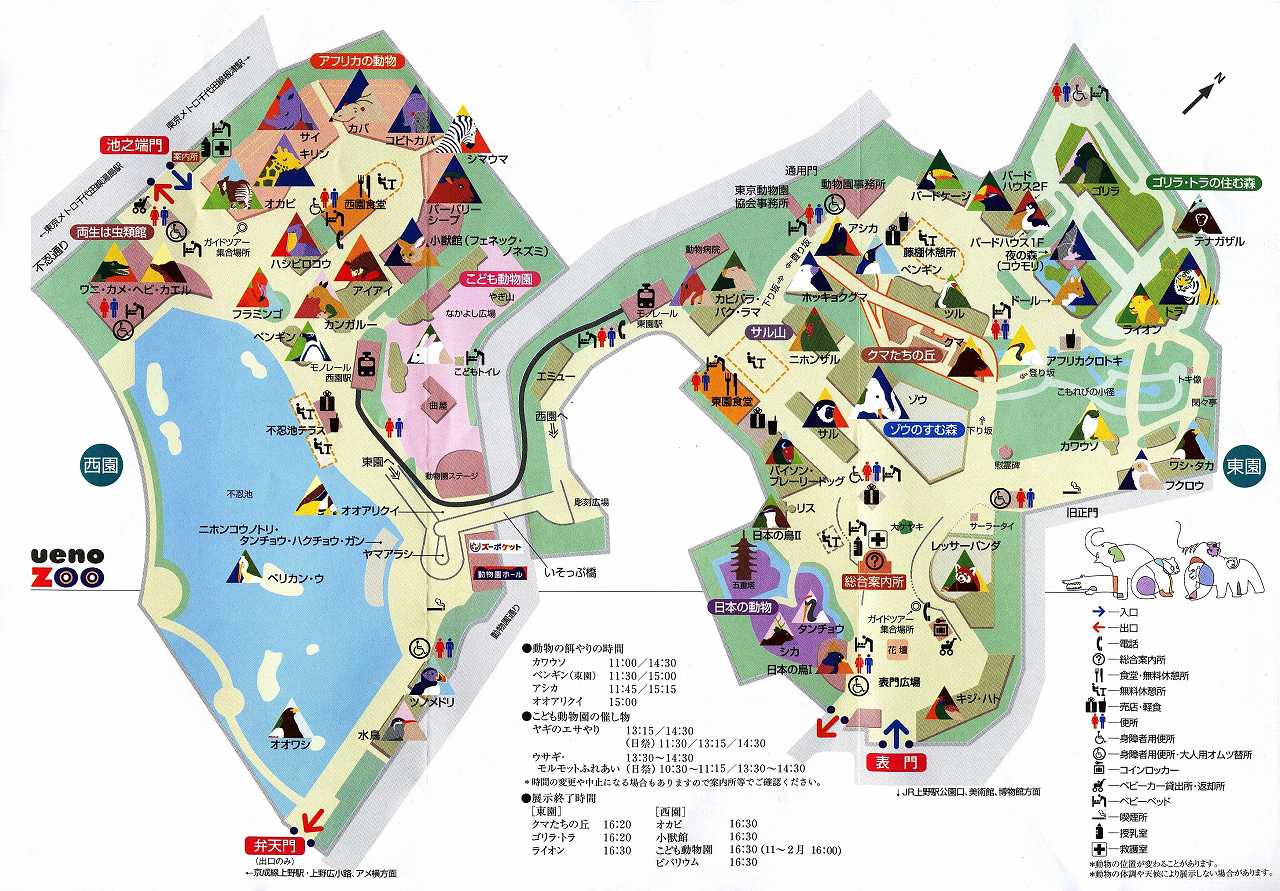 東京メトロ千代田線根津駅→
←東京メトロ千代田線湯島駅
不忍通り
池之端門
案内所
アフリカの動物
サイ
カバ
コビトカバ
シマウマ
キリン
オカピ
西園食堂
バーバリー
シープ
ガイドツアー
集合場所
両生は虫類館
ワニ・カメ・ヘビ・カエル
ハシビロコウ
小獣館(フェネック・
ノネズミ)
アイアイ
フラミンゴ
カンガルー
こども動物園
やぎ山
なかよし広場
ペンギン
モノレール
西園駅
こどもトイレ
曲屋
不忍池テラス
動物園ステージ
東園へ
西園
不忍池
オオアリクイ
ニホンコウノトリ・
タンチョウ・ハクチョウ・ガン
ヤマアラシ
ペリカン・ウ
ueno
ZOO
ズーポケット
動物園ホール
いそっぷ橋
動物園通り
彫刻広場
エミュー
西園へ
ツノメドリ
水鳥
オオワシ
弁天門
(出口のみ)
←京成線上野駅・上野広小路、アメ横方面
通用門
東京動物園
協会事務所
動物園事務所
バードケージ
バード
ハウス2F
バードハウス1F
夜の森→
(コウモリ)
ゴリラ
ゴリラ・トラの住む森
テナガザル
アシカ
藤棚休憩所
ペンギン
動物病院
登り坂
下り坂
ホッキョクグマ
モノレール
東園駅
カピバラ・
バク・ラマ
ツル
ドール→
ライオン
トラ
サル山
ニホンザル
クマたちの丘
クマ
アフリカクロトキ
登り坂
トキ像
閑々亭
こもれびの小径
東園食堂
ゾウ
サル
ゾウのすむ森
下り坂
カワウソ
バイソン・
プレーリードッグ
慰霊碑
ワシ・タカ
フクロウ
東園
リス
日本の鳥II
大ケヤキ
サーラータイ
旧正門
レッサーパンダ
五重塔
総合案内所
日本の動物
タンチョウ
シカ
ガイドツアー
集合場所
日本の鳥I
花壇
表門広場
キジ・ハト
表門
↓JR上野駅公園口、美術館、博物館方面
●動物の餌やりの時間
カワウソ 11:00/14:30
ペンギン(東園) 11:30/15:00
アシカ 11:45/15:15
オオアリクイ 15:00
●こども動物園の催し物
ヤギのエサやり 13:15/14:30
(日祭) 11:30/13:15/14:30
ウサギ・ 13:30~14:30
モルモットふれあい (日祭) 10:30~11:15/13:30~14:30
*時間の変更や中止になる場合もありますので案内所等でご確認ください。
●展示終了時間
[東園] [西園]
クマたちの丘 16:20 オカピ 16:30
ゴリラ・トラ 16:20 小獣館 16:30
ライオン 16:30 こども動物園 16:30 (11~2月 16:00)
ビバリウム 16:30
入口
出口
電話
総合案内所
食堂・無料休憩所
無料休憩所
売店・軽食
便所
身障者用便所
身障者用便所・大人用オムツ替所
コインロッカー
ベビーカー貸出所・返却所
ベビーベッド
喫煙所
授乳室
救護室
*動物の位置が変わることがあります。
*動物の体調や天候により展示しない場合があります。
N